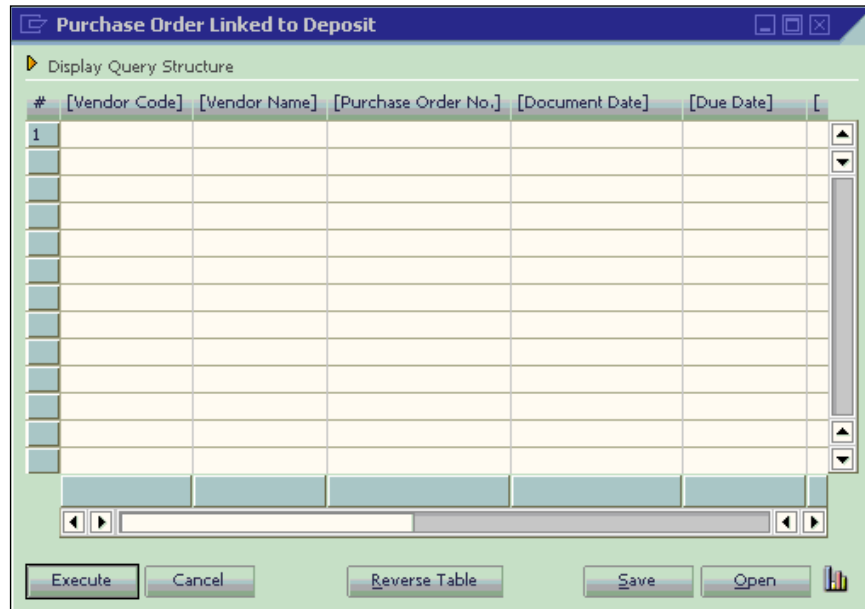 Purchase Order Linked to Deposit
Display Query Structure
# [Vendor Code] [Vendor Name] [Purchase Order No.] [Document Date] [Due Date] [
1
Execute Cancel Reverse Table Save Open